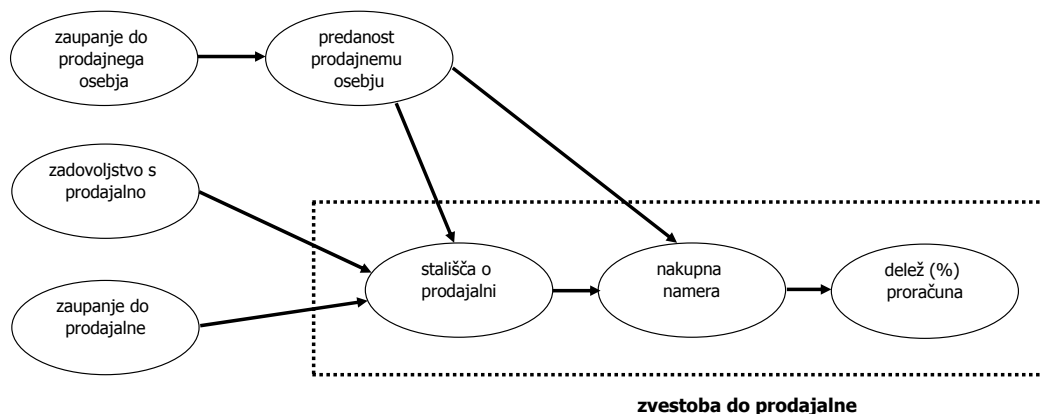 zaupanje do
prodajnega
osebja
predanost
prodajnemu
osebju
zadovoljstvo s
prodajalno
zaupanje do
prodajalne
stališča o
prodajalni
nakupna
namera
delež (%)
proračuna
zvestoba do prodajalne